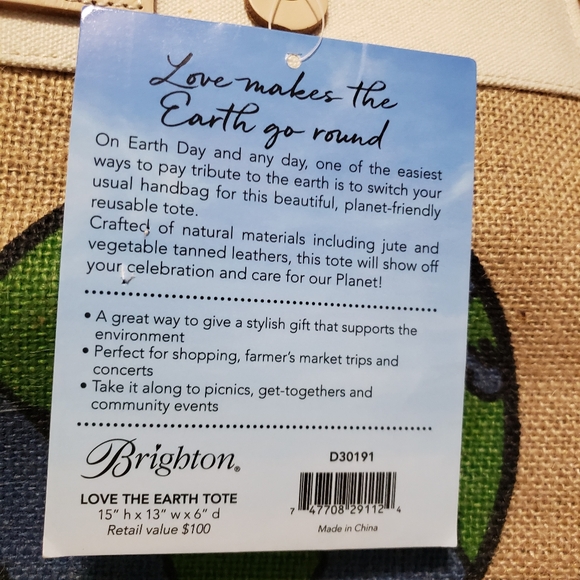 Love makes the
Earth go round
On Earth Day and any day, one of the easiest
ways to pay tribute to the earth is to switch your
usual handbag for this beautiful, planet-friendly
reusable tote.
Crafted of natural materials including jute and
vegetable tanned leathers, this tote will show off
your celebration and care for our Planet!
• A great way to give a stylish gift that supports the
environment
• Perfect for shopping, farmer's market trips and
concerts
• Take it along to picnics, get-togethers and
community events
Brighton®
LOVE THE EARTH TOTE
15" h x 13" w x 6" d
Retail value $100
D30191
7 47708 29112 4
Made in China